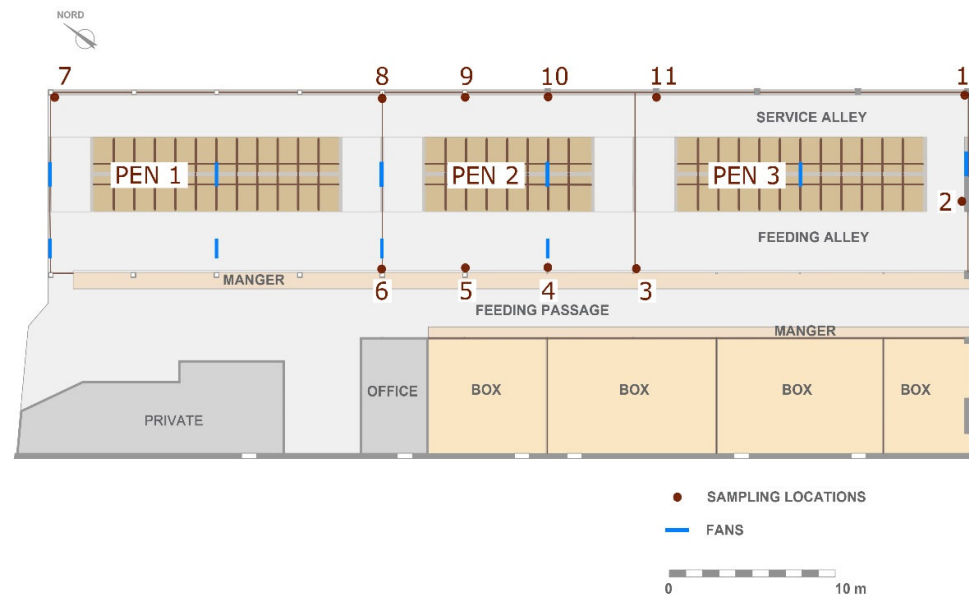 NORD
7
8
9
10
11
1
SERVICE ALLEY
PEN 1
PEN 2
PEN 3
2
FEEDING ALLEY
MANGER
6
5
4
3
FEEDING PASSAGE
MANGER
OFFICE
BOX
BOX
BOX
BOX
PRIVATE
SAMPLING LOCATIONS
FANS
0
10 m